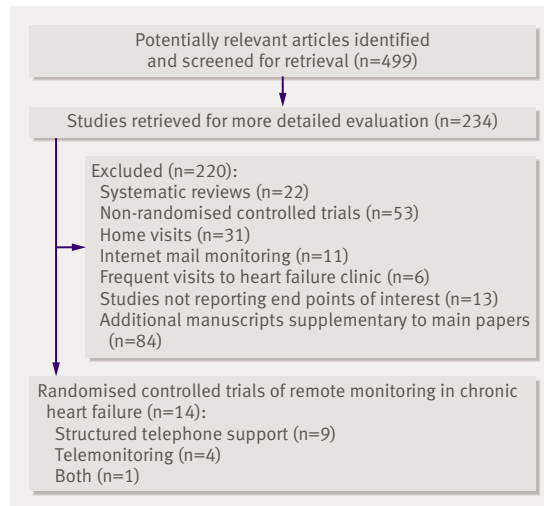 Potentially relevant articles identified
and screened for retrieval (n=499)
Studies retrieved for more detailed evaluation (n=234)
Excluded (n=220):
Systematic reviews (n=22)
Non-randomised controlled trials (n=53)
Home visits (n=31)
Internet mail monitoring (n=11)
Frequent visits to heart failure clinic (n=6)
Studies not reporting end points of interest (n=13)
Additional manuscripts supplementary to main papers
(n=84)
Randomised controlled trials of remote monitoring in chronic
heart failure (n=14):
Structured telephone support (n=9)
Telemonitoring (n=4)
Both (n=1)